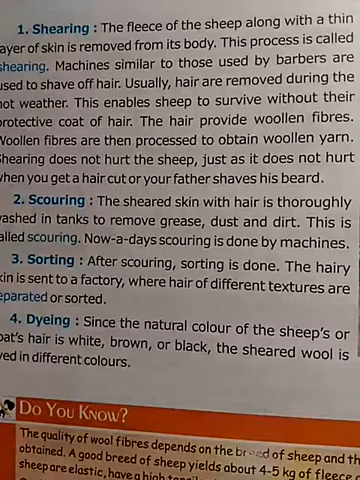 1. Shearing : The fleece of the sheep along with a thin
ayer of skin is removed from its body. This process is called
shearing. Machines similar to those used by barbers are
used to shave off hair. Usually, hair are removed during the
hot weather. This enables sheep to survive without their
protective coat of hair. The hair provide woollen fibres.
Woollen fibres are then processed to obtain woollen yarn.
Shearing does not hurt the sheep, just as it does not hurt
when you get a hair cut or your father shaves his beard.
2. Scouring : The sheared skin with hair is thoroughly
washed in tanks to remove grease, dust and dirt. This is
alled scouring. Now-a-days scouring is done by machines.
3. Sorting : After scouring, sorting is done. The hairy
kin is sent to a factory, where hair of different textures are
eparated or sorted.
4. Dyeing : Since the natural colour of the sheep's or
oat's hair is white, brown, or black, the sheared wool is
yed in different colours.
DO YOU KNOW?
The quality of wool fibres depends on the breed of sheep and th
obtained. A good breed of sheep yields about 4-5 kg of fleece
sheep are elastic, have a high